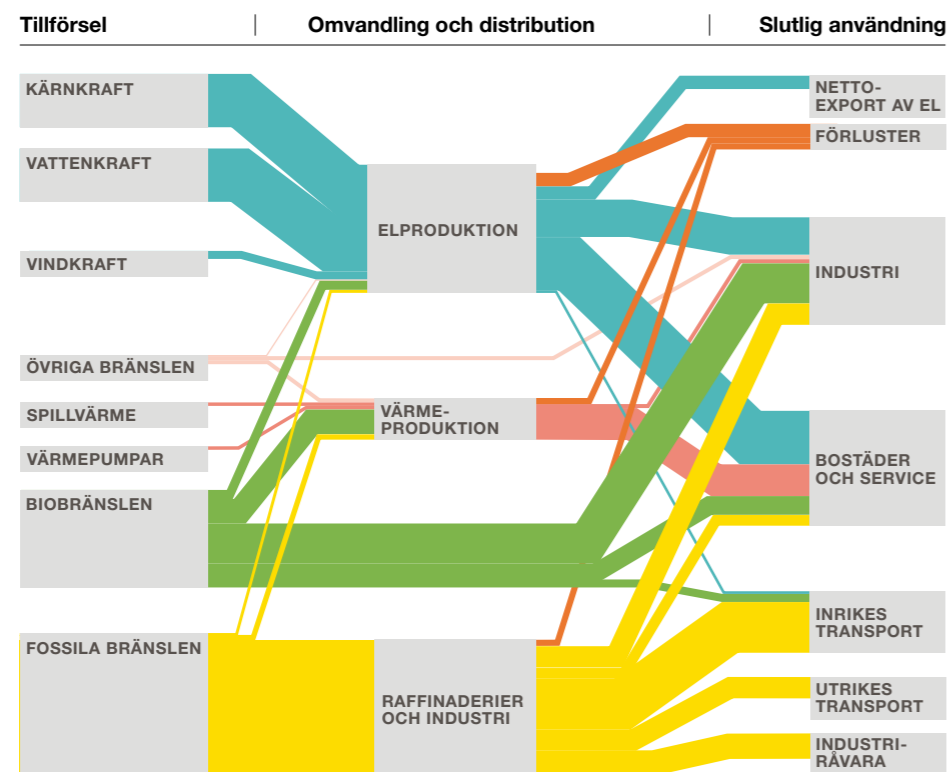 Tillförsel | Omvandling och distribution | Slutlig användning
KÄRNKRAFT
VATTENKRAFT
VINDKRAFT
ÖVRIGA BRÄNSLEN
SPILLVÄRME
VÄRMEPUMPAR
BIOBRÄNSLEN
FOSSILA BRÄNSLEN
ELPRODUKTION
VÄRME-
PRODUKTION
RAFFINADERIER
OCH INDUSTRI
NETTO-
EXPORT AV EL
FÖRLUSTER
INDUSTRI
BOSTÄDER
OCH SERVICE
INRIKES
TRANSPORT
UTRIKES
TRANSPORT
INDUSTRI-
RÅVARA